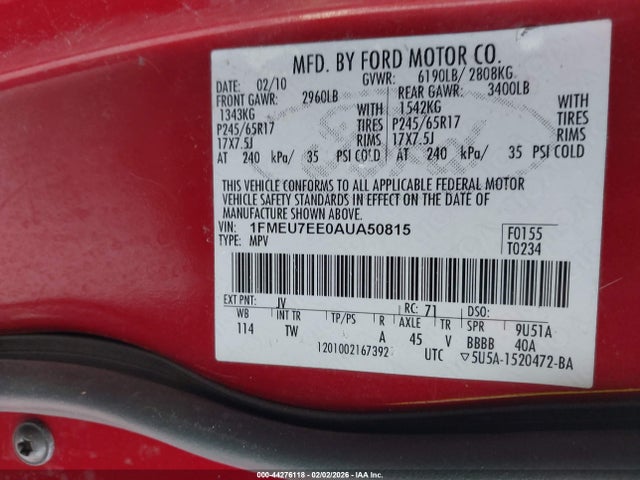 MFD. BY FORD MOTOR CO.
DATE: 02/10 GVWR: 6190LB/ 2808KG
FRONT GAWR: 2960LB REAR GAWR: 3400LB
1343KG WITH 1542KG WITH
P245/65R17 TIRES P245/65R17 TIRES
17X7.5J RIMS 17X7.5J RIMS
AT 240 kPa/ 35 PSI COLD AT 240 kPa/ 35 PSI COLD
THIS VEHICLE CONFORMS TO ALL APPLICABLE FEDERAL MOTOR
VEHICLE SAFETY STANDARDS IN EFFECT ON THE DATE OF
MANUFACTURE SHOWN ABOVE.
VIN: 1FMEU7EE0AUA50815 F0155
TYPE: MPV T0234
EXT PNT: JV RC: 71 DSO:
WB INT TR TP/PS R AXLE TR SPR 9U51A
114 TW A 45 V BBBB 40A
1201002167392 UTC ▽5U5A-1520472-BA
1-44276118 - 02/02/2026 - IAA Inc.